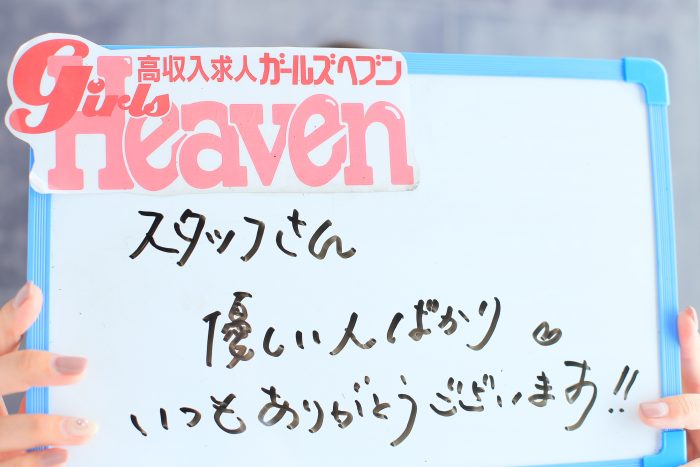 高収入求人ガールズヘブン
Girls
Heaven
スタッフさん
優しい人ばかり♥
いつもありがとうございます!!